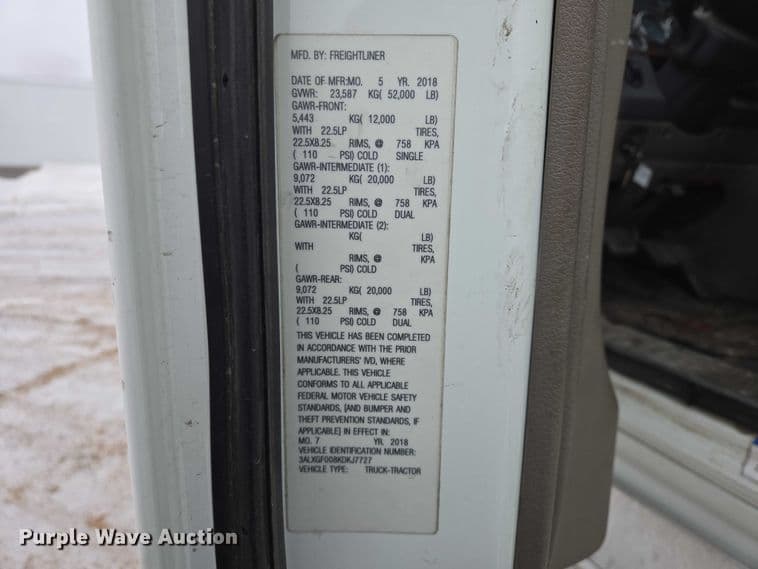 MFD. BY: FREIGHTLINER
DATE OF MFR:MO. 5 YR. 2018
GVWR: 23,587 KG( 52,000 LB)
GAWR-FRONT:
5,443 KG( 12,000 LB)
WITH 22.5LP TIRES,
22.5X8.25 RIMS, @ 758 KPA
( 110 PSI) COLD SINGLE
GAWR-INTERMEDIATE (1):
9,072 KG( 20,000 LB)
WITH 22.5LP TIRES,
22.5X8.25 RIMS, @ 758 KPA
( 110 PSI) COLD DUAL
GAWR-INTERMEDIATE (2):
KG( LB)
WITH TIRES,
RIMS, @ KPA
( PSI) COLD
GAWR-REAR:
9,072 KG( 20,000 LB)
WITH 22.5LP TIRES,
22.5X8.25 RIMS, @ 758 KPA
( 110 PSI) COLD DUAL
THIS VEHICLE HAS BEEN COMPLETED
IN ACCORDANCE WITH THE PRIOR
MANUFACTURERS' IVD, WHERE
APPLICABLE. THIS VEHICLE
CONFORMS TO ALL APPLICABLE
FEDERAL MOTOR VEHICLE SAFETY
STANDARDS, [AND BUMPER AND
THEFT PREVENTION STANDARDS, IF
APPLICABLE] IN EFFECT IN:
MO. 7 YR. 2018
VEHICLE IDENTIFICATION NUMBER:
3ALXGF008KDKJ7727
VEHICLE TYPE: TRUCK-TRACTOR
Purple Wave Auction